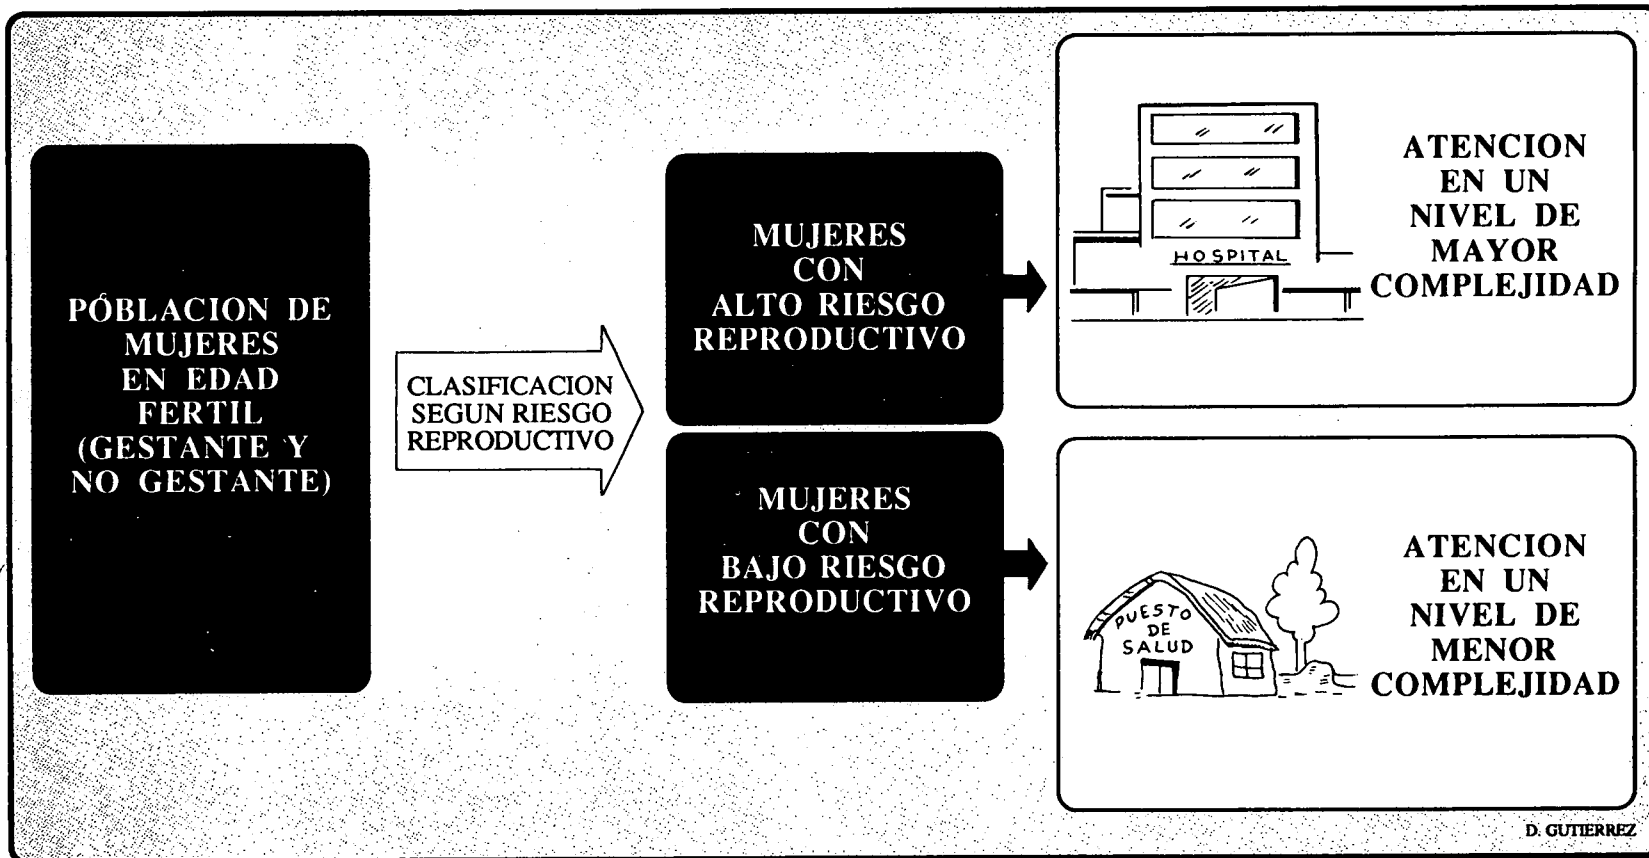 PÓBLACION DE
MUJERES
EN EDAD
FERTIL
(GESTANTE Y
NO GESTANTE)
CLASIFICACION
SEGUN RIESGO
REPRODUCTIVO
MUJERES
CON
ALTO RIESGO
REPRODUCTIVO
HOSPITAL
ATENCION
EN UN
NIVEL DE
MAYOR
COMPLEJIDAD
MUJERES
CON
BAJO RIESGO
REPRODUCTIVO
PUESTO
DE
SALUD
ATENCION
EN UN
NIVEL DE
MENOR
COMPLEJIDAD
D. GUTIERREZ